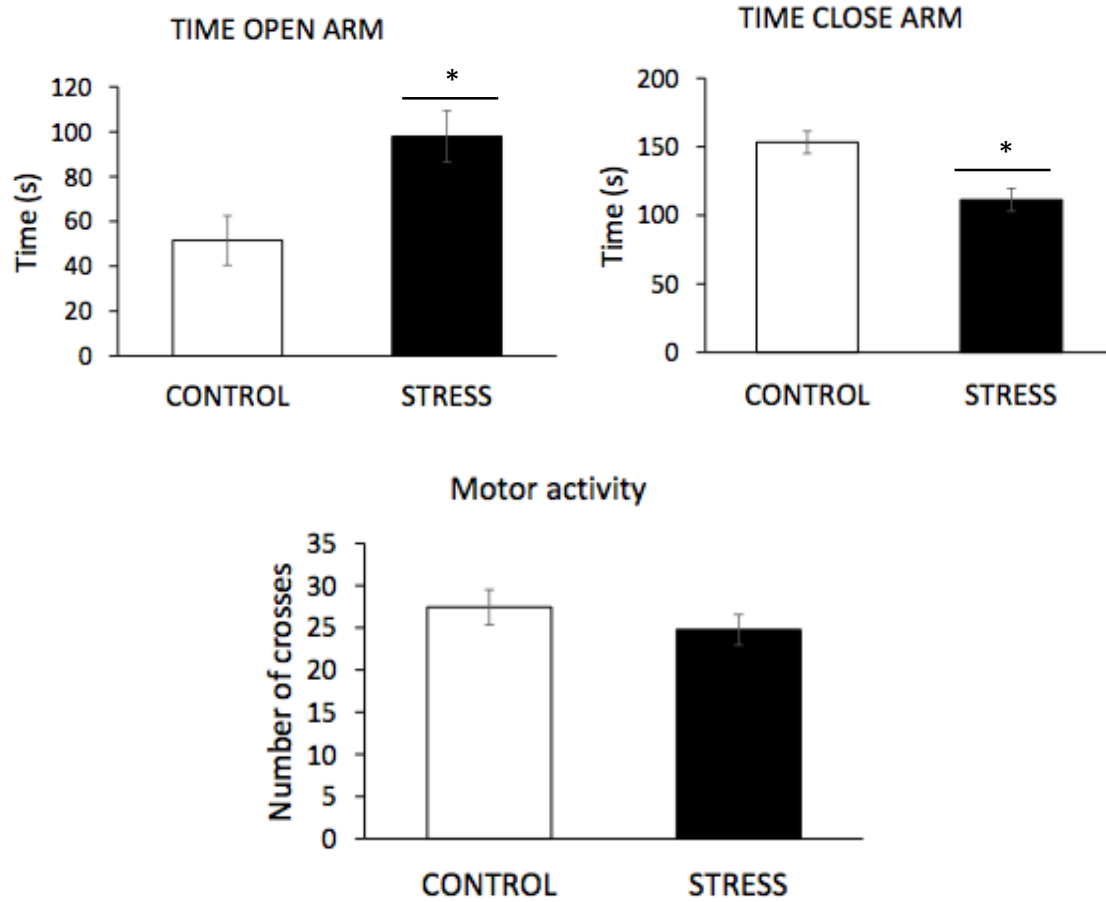 TIME OPEN ARM
*
120
100
80
60
40
20
0
Time (s)
CONTROL STRESS
TIME CLOSE ARM
*
200
150
100
50
0
Time (s)
CONTROL STRESS
Motor activity
35
30
25
20
15
10
5
0
Number of crosses
CONTROL STRESS